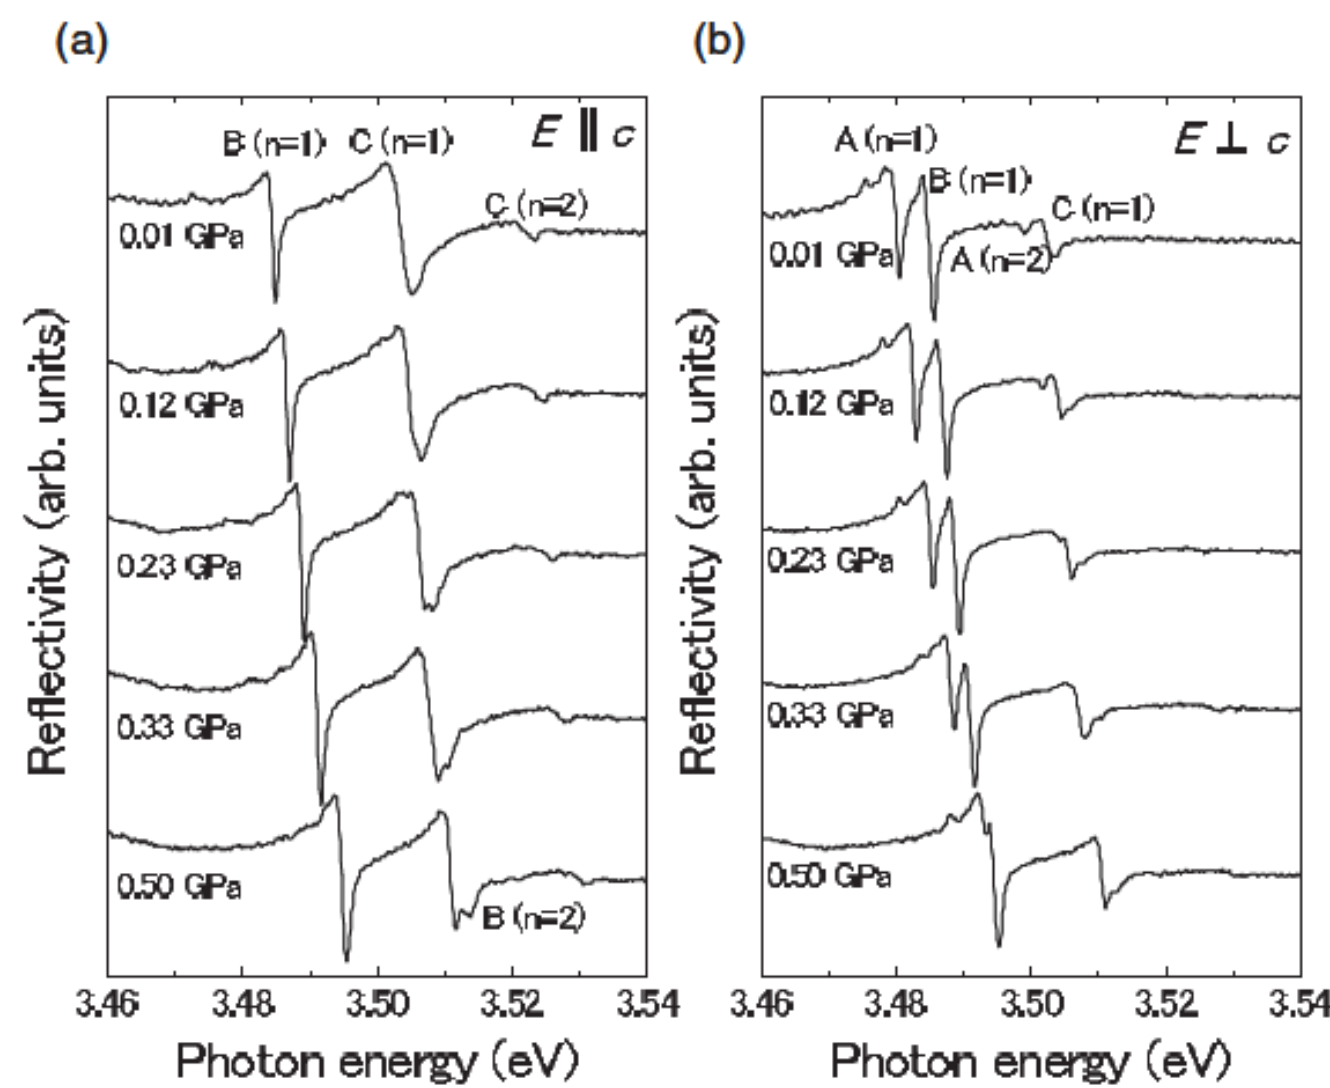 (a)
(b)
B (n=1)
C (n=1)
E ∥ c
C (n=2)
0.01 GPa
0.12 GPa
0.23 GPa
0.33 GPa
0.50 GPa
B (n=2)
Reflectivity (arb. units)
3.46 3.48 3.50 3.52 3.54
Photon energy (eV)
A (n=1)
E ⊥ c
B (n=1)
C (n=1)
A (n=2)
0.01 GPa
0.12 GPa
0.23 GPa
0.33 GPa
0.50 GPa
Reflectivity (arb. units)
3.46 3.48 3.50 3.52 3.54
Photon energy (eV)